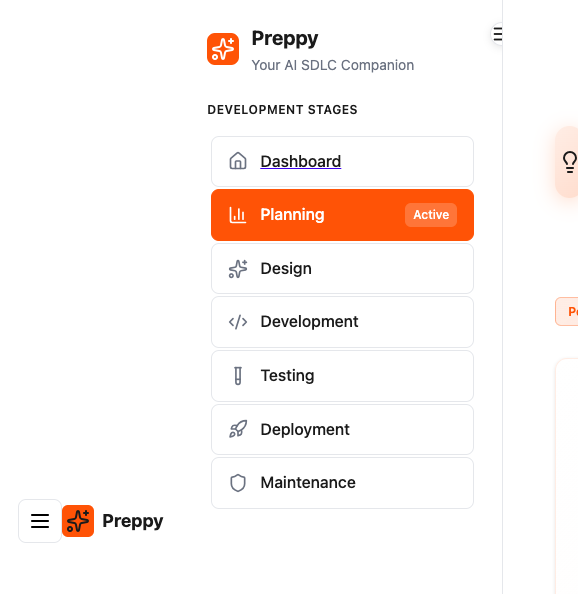 Preppy
Your AI SDLC Companion
DEVELOPMENT STAGES
Dashboard
Planning
Active
Design
Development
Testing
Deployment
Maintenance
Preppy